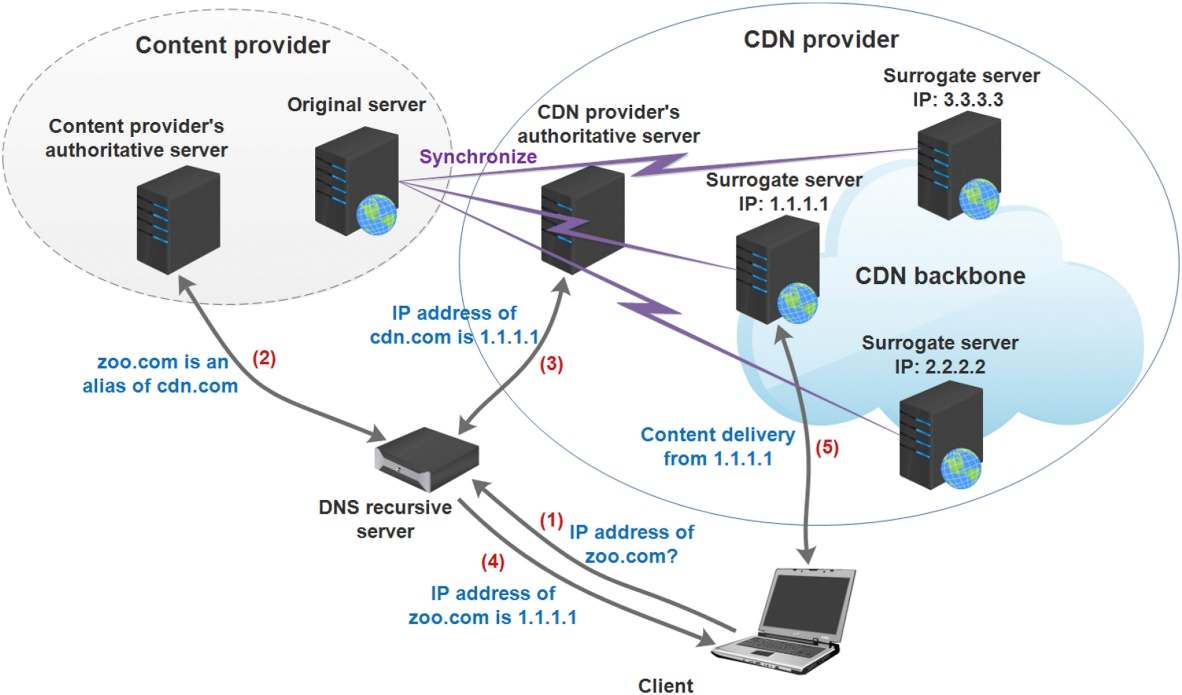 Content provider
CDN provider
Surrogate server
IP: 3.3.3.3
Original server
CDN provider's
authoritative server
Content provider's
authoritative server
Synchronize
Surrogate server
IP: 1.1.1.1
CDN backbone
IP address of
cdn.com is 1.1.1.1
(3)
zoo.com is an
alias of cdn.com
(2)
Surrogate server
IP: 2.2.2.2
Content delivery
from 1.1.1.1
(5)
DNS recursive
server
(1)
IP address of
zoo.com?
(4)
IP address of
zoo.com is 1.1.1.1
Client